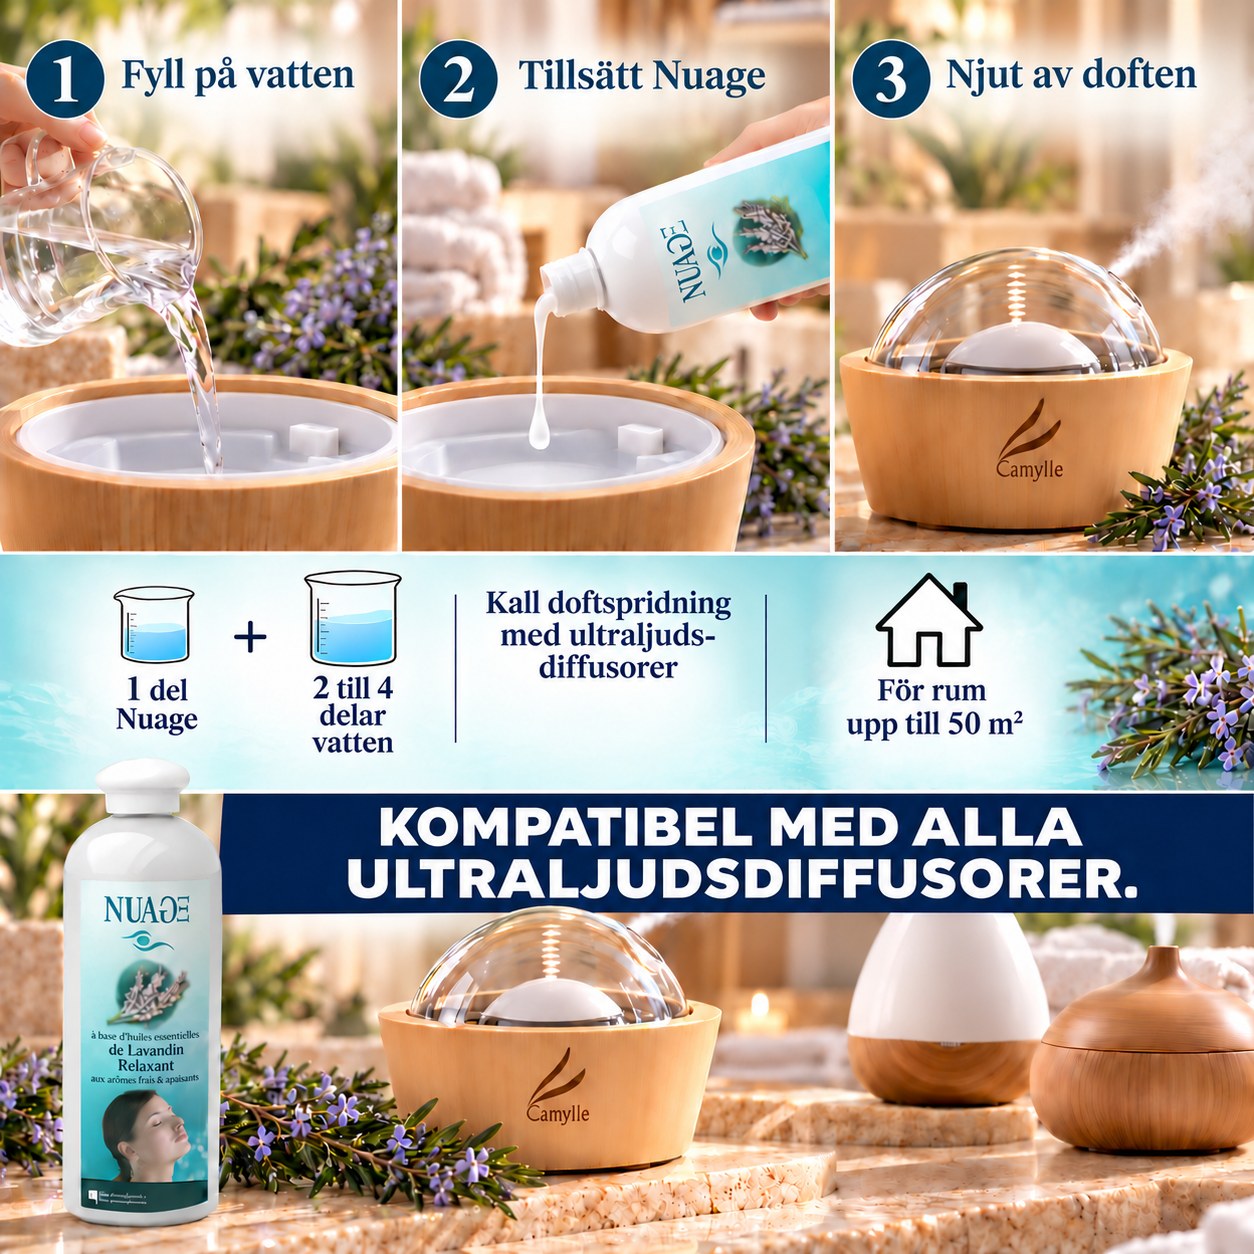 1 Fyll på vatten
2 Tillsätt Nuage
3 Njut av doften
NUAGE
Camylle
1 del
Nuage
+
2 till 4
delar
vatten
Kall doftspridning
med ultraljuds-
diffusorer
För rum
upp till 50 m²
KOMPATIBEL MED ALLA
ULTRALJUDSDIFFUSORER.
NUAGE
à base d'huiles essentielles
de Lavandin
Relaxant
aux arômes frais & apaisants
Camylle